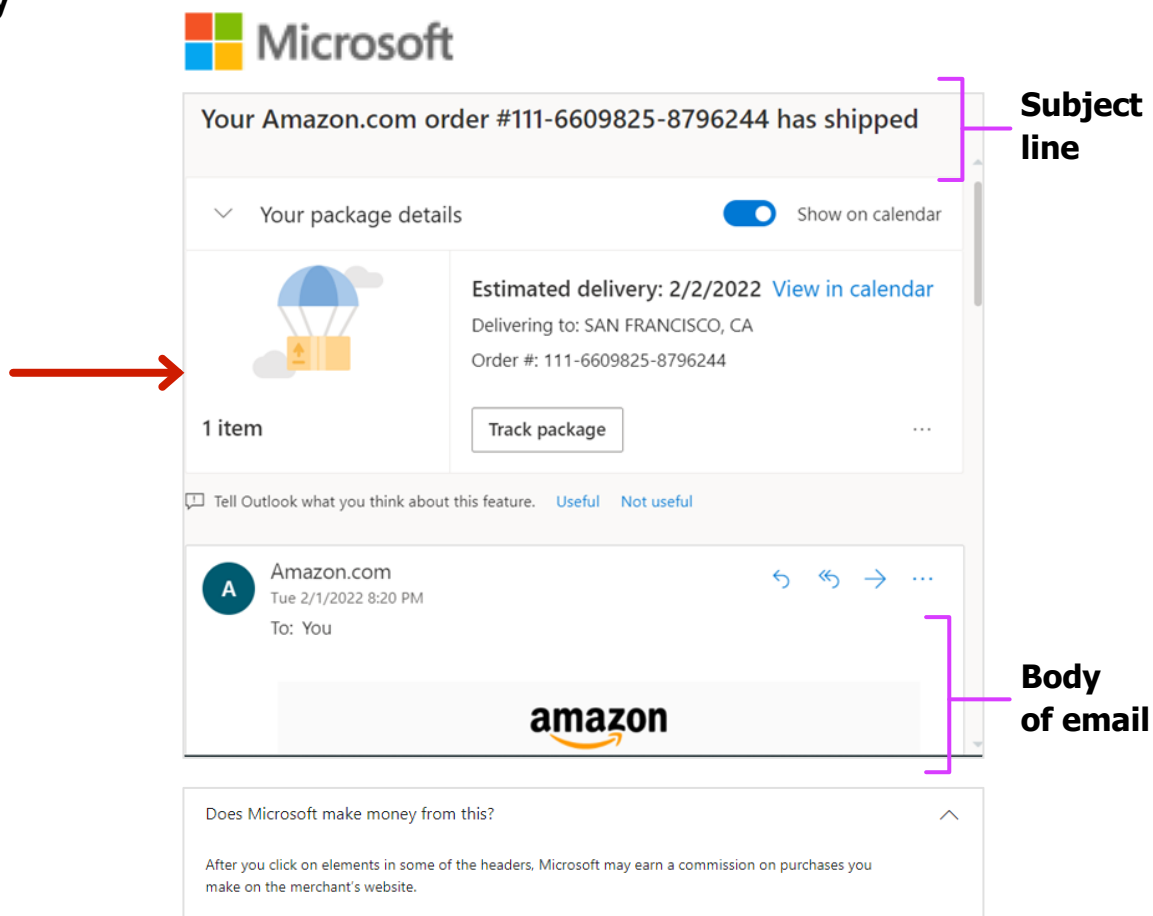 Microsoft
Your Amazon.com order #111-6609825-8796244 has shipped
Subject
line
Your package details
Show on calendar
Estimated delivery: 2/2/2022 View in calendar
Delivering to: SAN FRANCISCO, CA
Order #: 111-6609825-8796244
1 item
Track package
...
Tell Outlook what you think about this feature. Useful Not useful
A
Amazon.com
Tue 2/1/2022 8:20 PM
To: You
...
Body
of email
amazon
Does Microsoft make money from this?
After you click on elements in some of the headers, Microsoft may earn a commission on purchases you
make on the merchant's website.